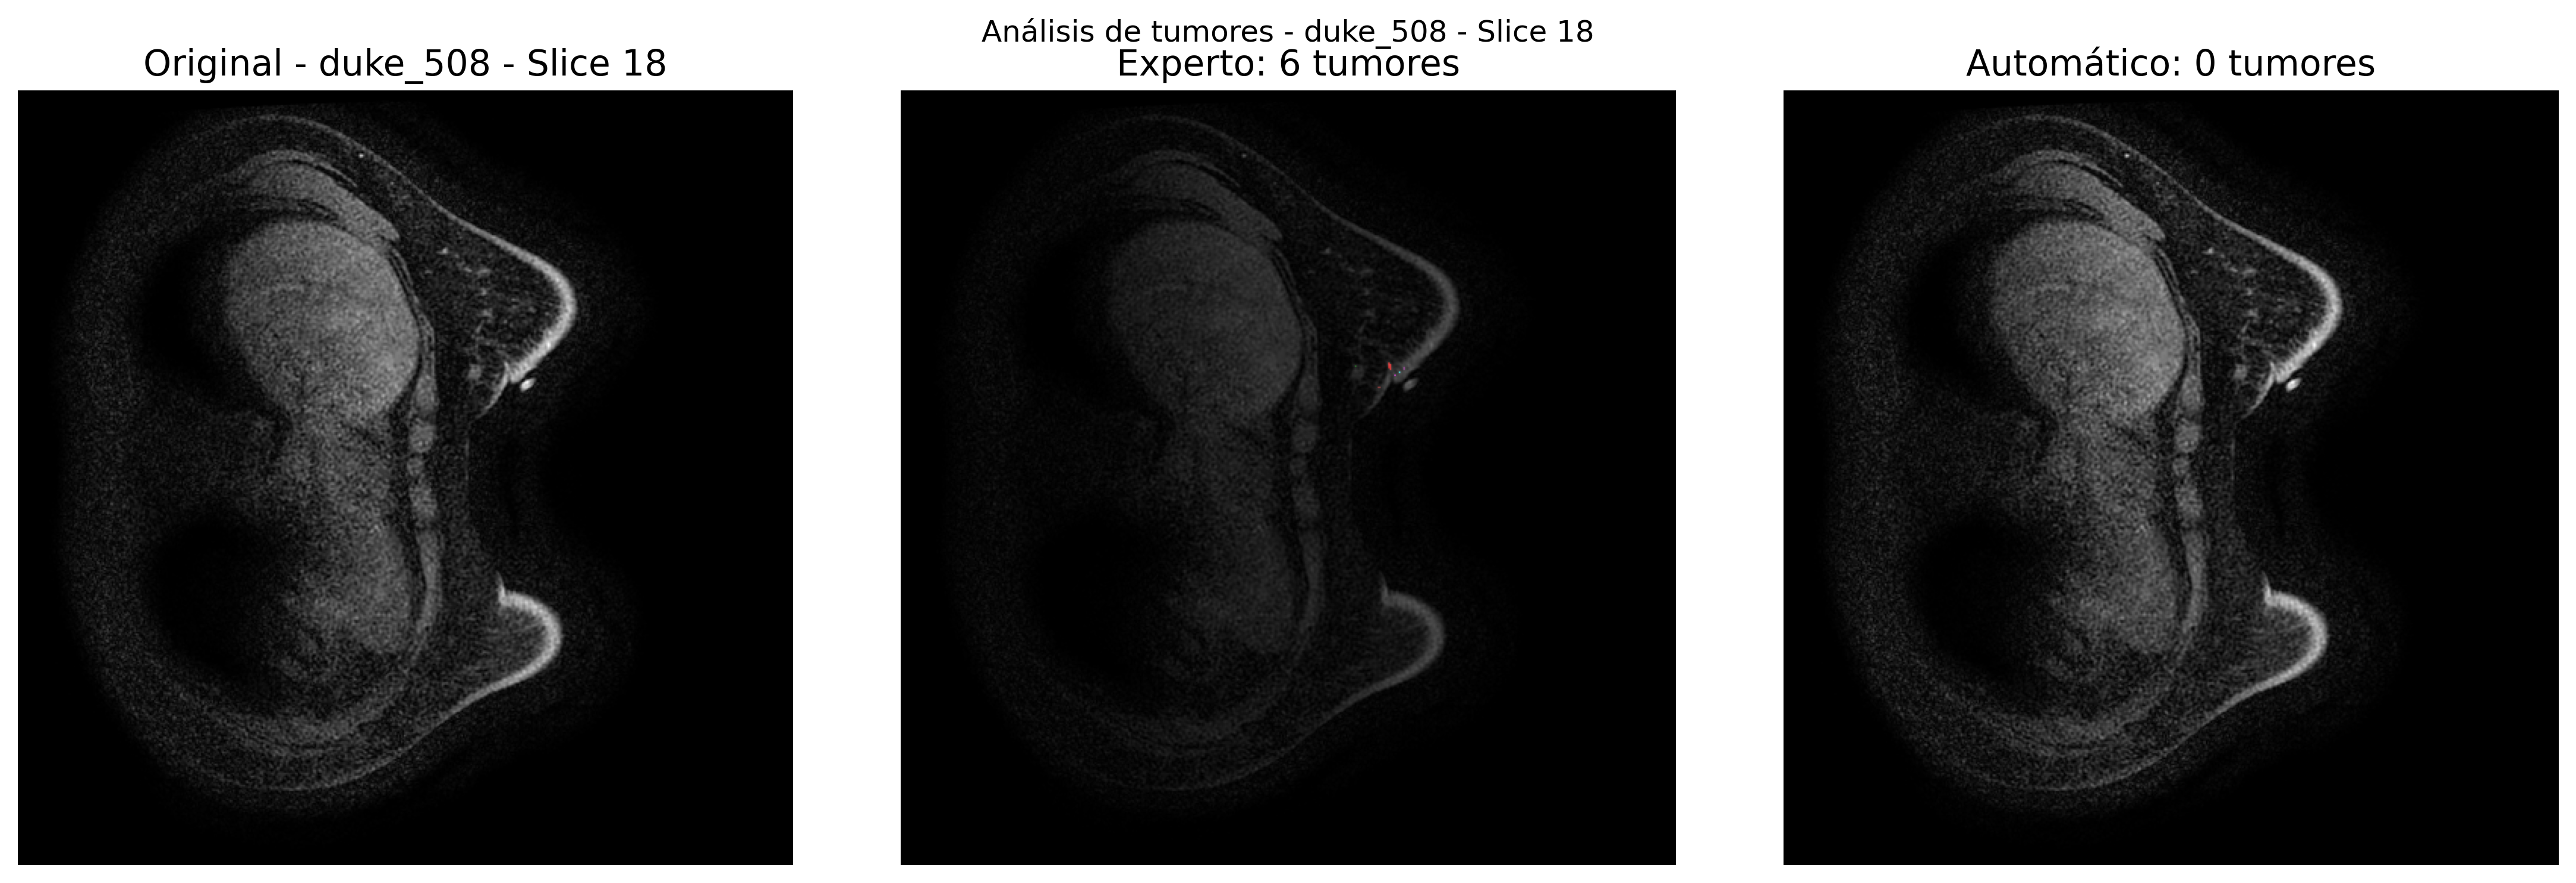 Análisis de tumores - duke_508 - Slice 18
Original - duke_508 - Slice 18
Experto: 6 tumores
Automático: 0 tumores